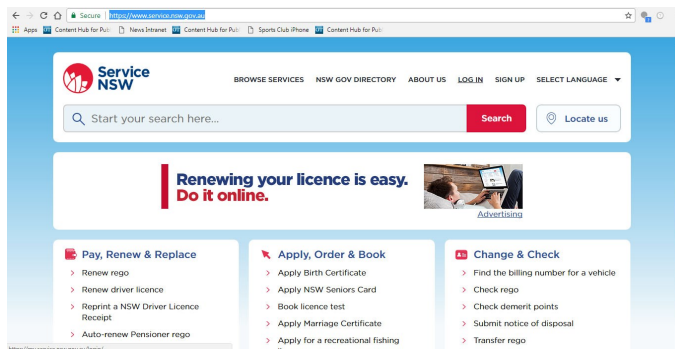 Secure https://www.service.nsw.gov.au
Apps Content Hub for Publ News Intranet Content Hub for Publ Sports Club iPhone Content Hub for Publ
Service
NSW
BROWSE SERVICES NSW GOV DIRECTORY ABOUT US LOG IN SIGN UP SELECT LANGUAGE
Start your search here... Search Locate us
Renewing your licence is easy.
Do it online.
Advertising
Pay, Renew & Replace
> Renew rego
> Renew driver licence
> Reprint a NSW Driver Licence
Receipt
> Auto-renew Pensioner rego
Apply, Order & Book
> Apply Birth Certificate
> Apply NSW Seniors Card
> Book licence test
> Apply Marriage Certificate
> Apply for a recreational fishing
Change & Check
> Find the billing number for a vehicle
> Check rego
> Check demerit points
> Submit notice of disposal
> Transfer rego